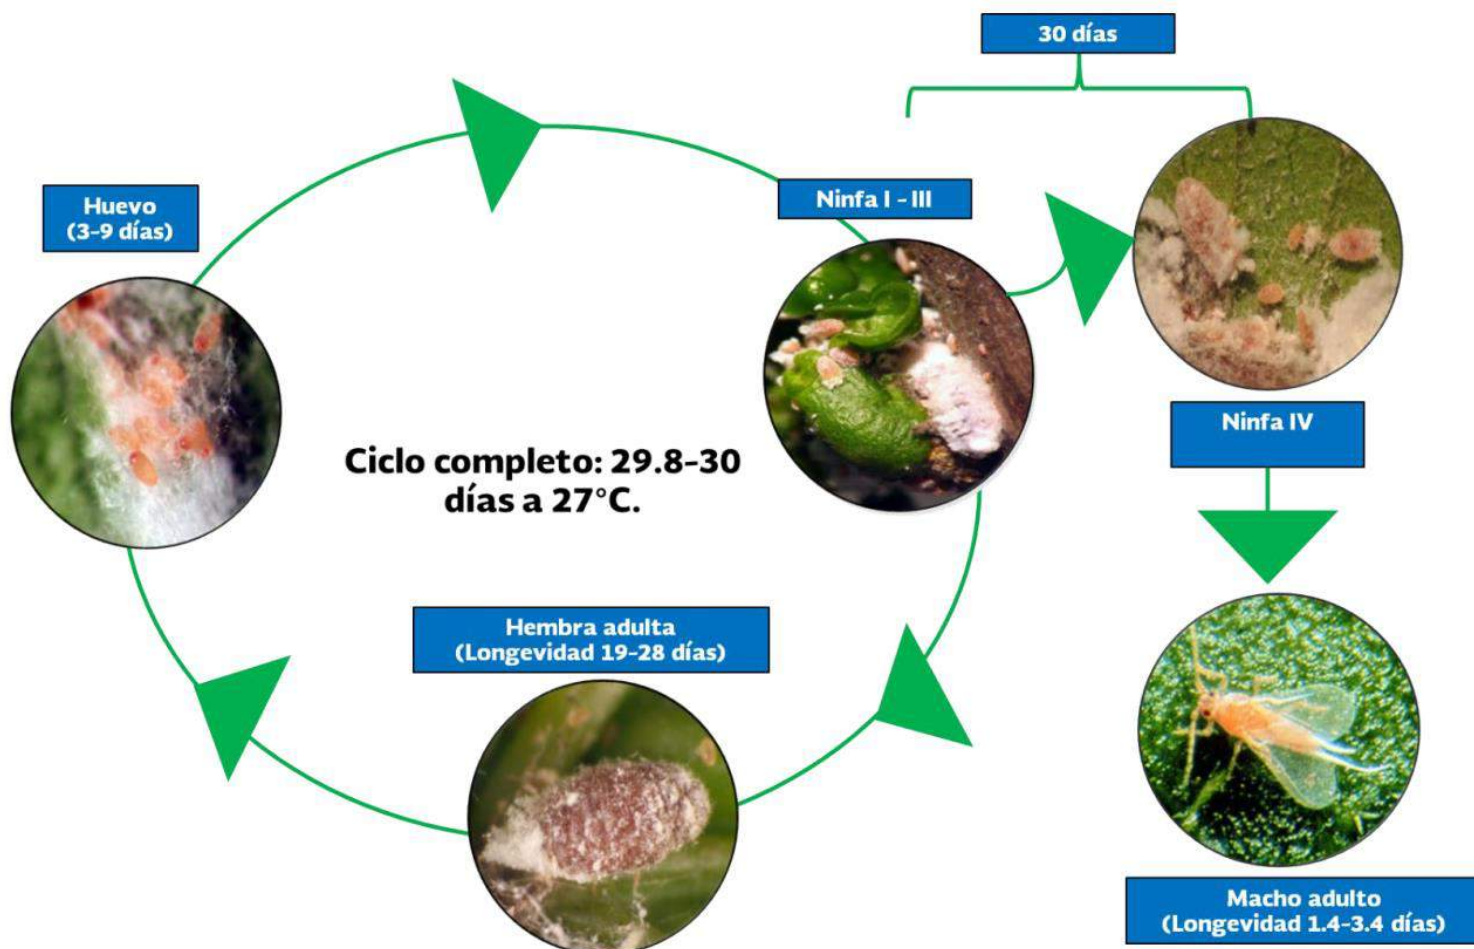 30 días
Ninfa I - III
Huevo
(3-9 días)
Ciclo completo: 29.8-30
días a 27°C.
Ninfa IV
Hembra adulta
(Longevidad 19-28 días)
Macho adulto
(Longevidad 1.4-3.4 días)